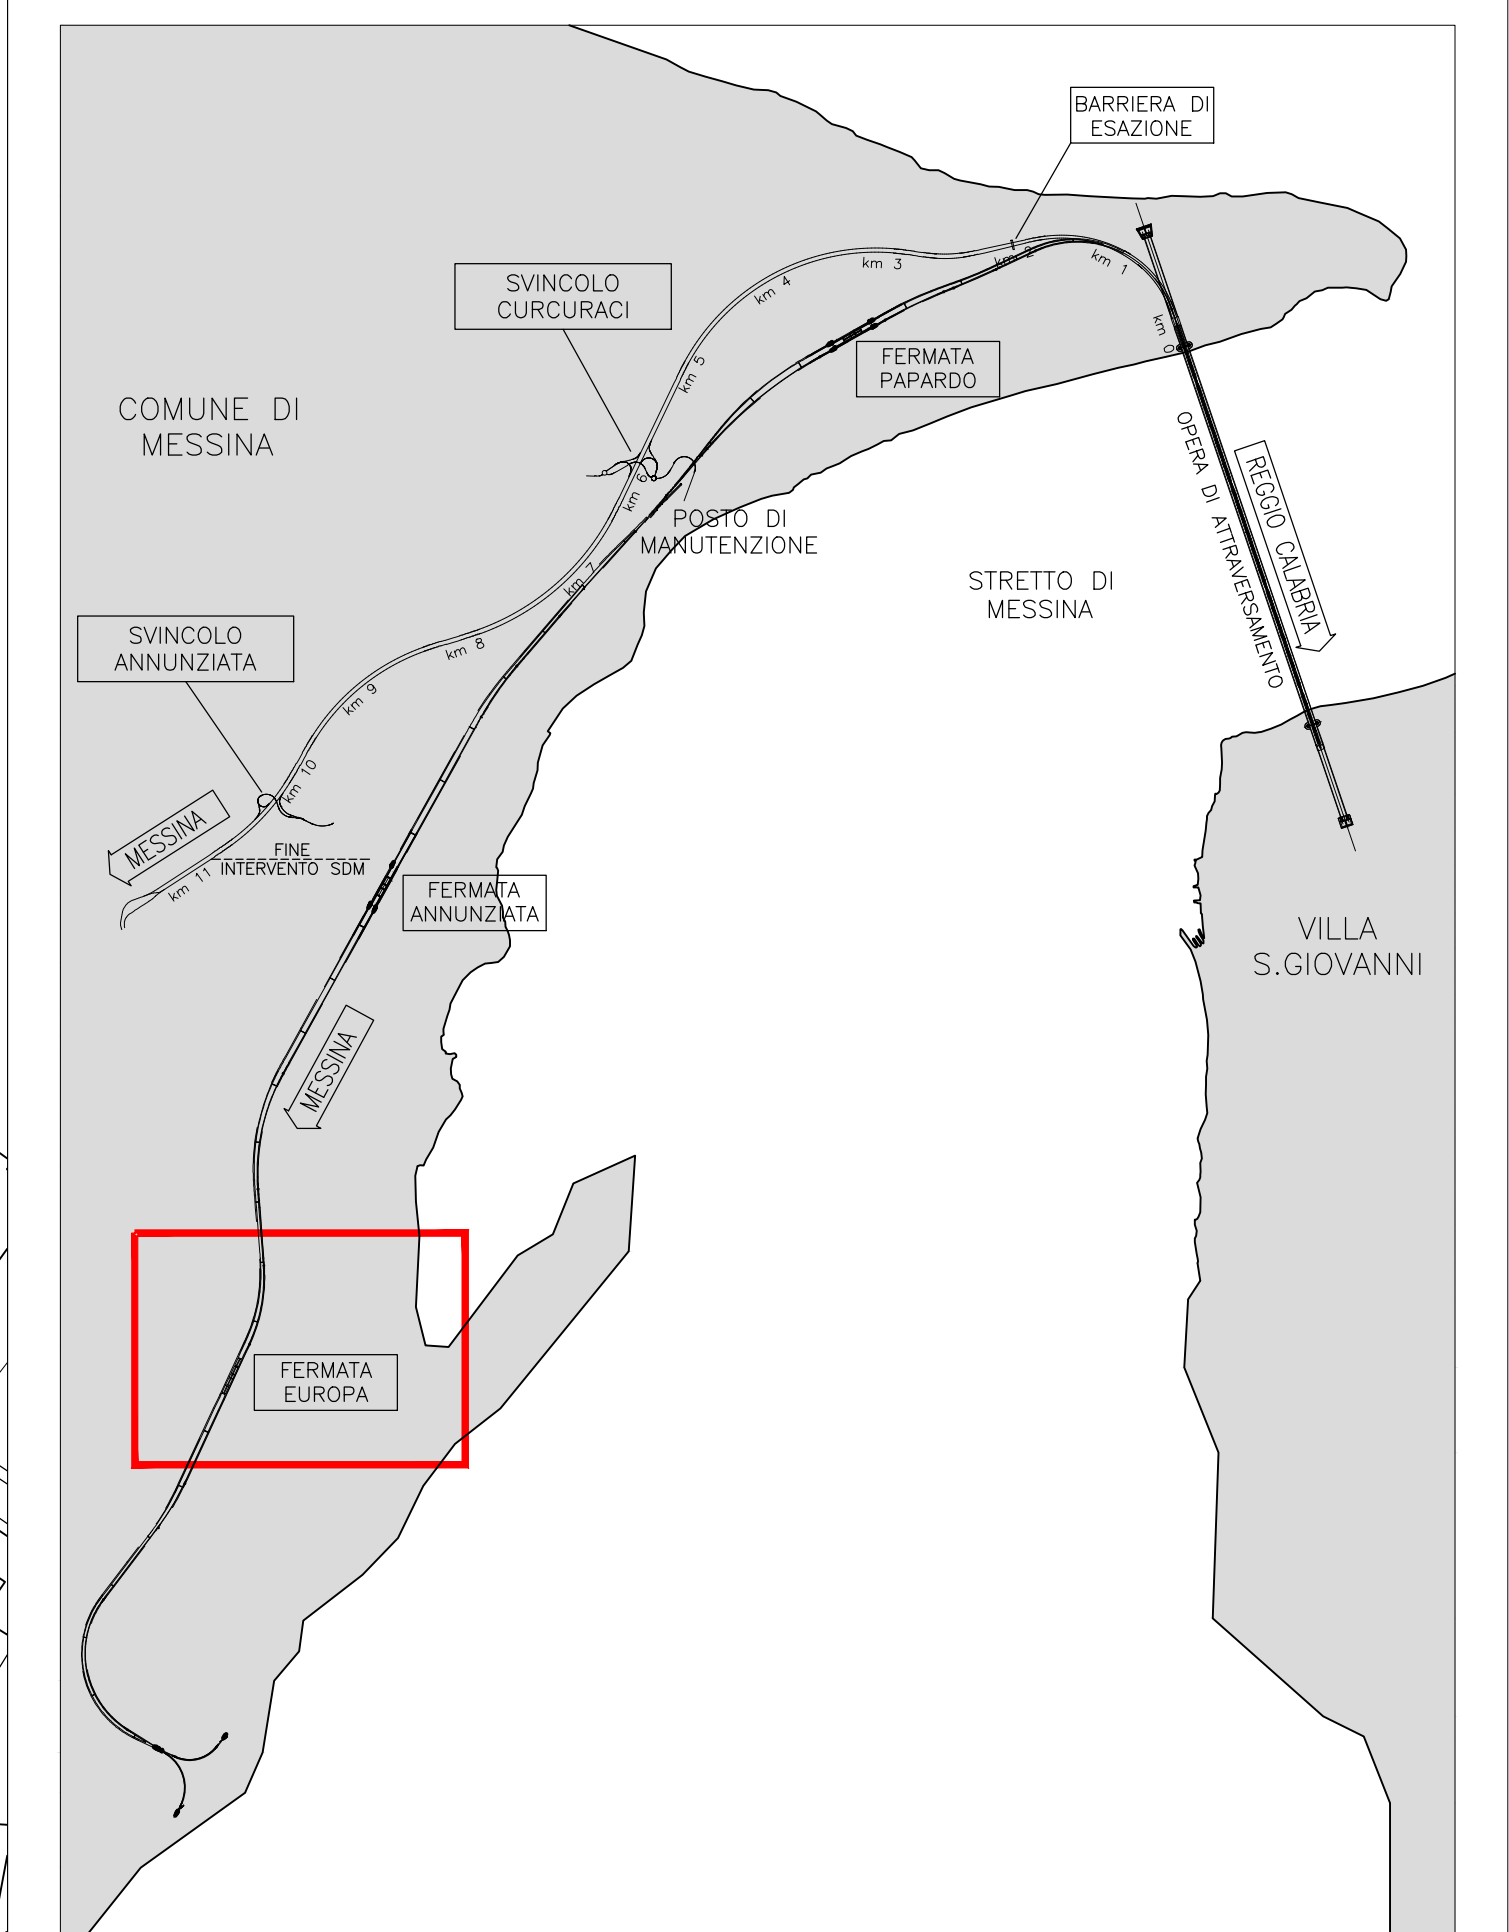 BARRIERA DI
ESAZIONE
km 2
km 1
km 3
km 4
km 0
SVINCOLO
CURCURACI
FERMATA
PAPARDO
km 5
COMUNE DI
MESSINA
km 6
POSTO DI
MANUTENZIONE
OPERA DI ATTRAVERSAMENTO
REGGIO CALABRIA
STRETTO DI
MESSINA
km 7
SVINCOLO
ANNUNZIATA
km 8
km 9
km 10
MESSINA
FINE
INTERVENTO SDM
km 11
FERMATA
ANNUNZIATA
VILLA
S.GIOVANNI
MESSINA
FERMATA
EUROPA